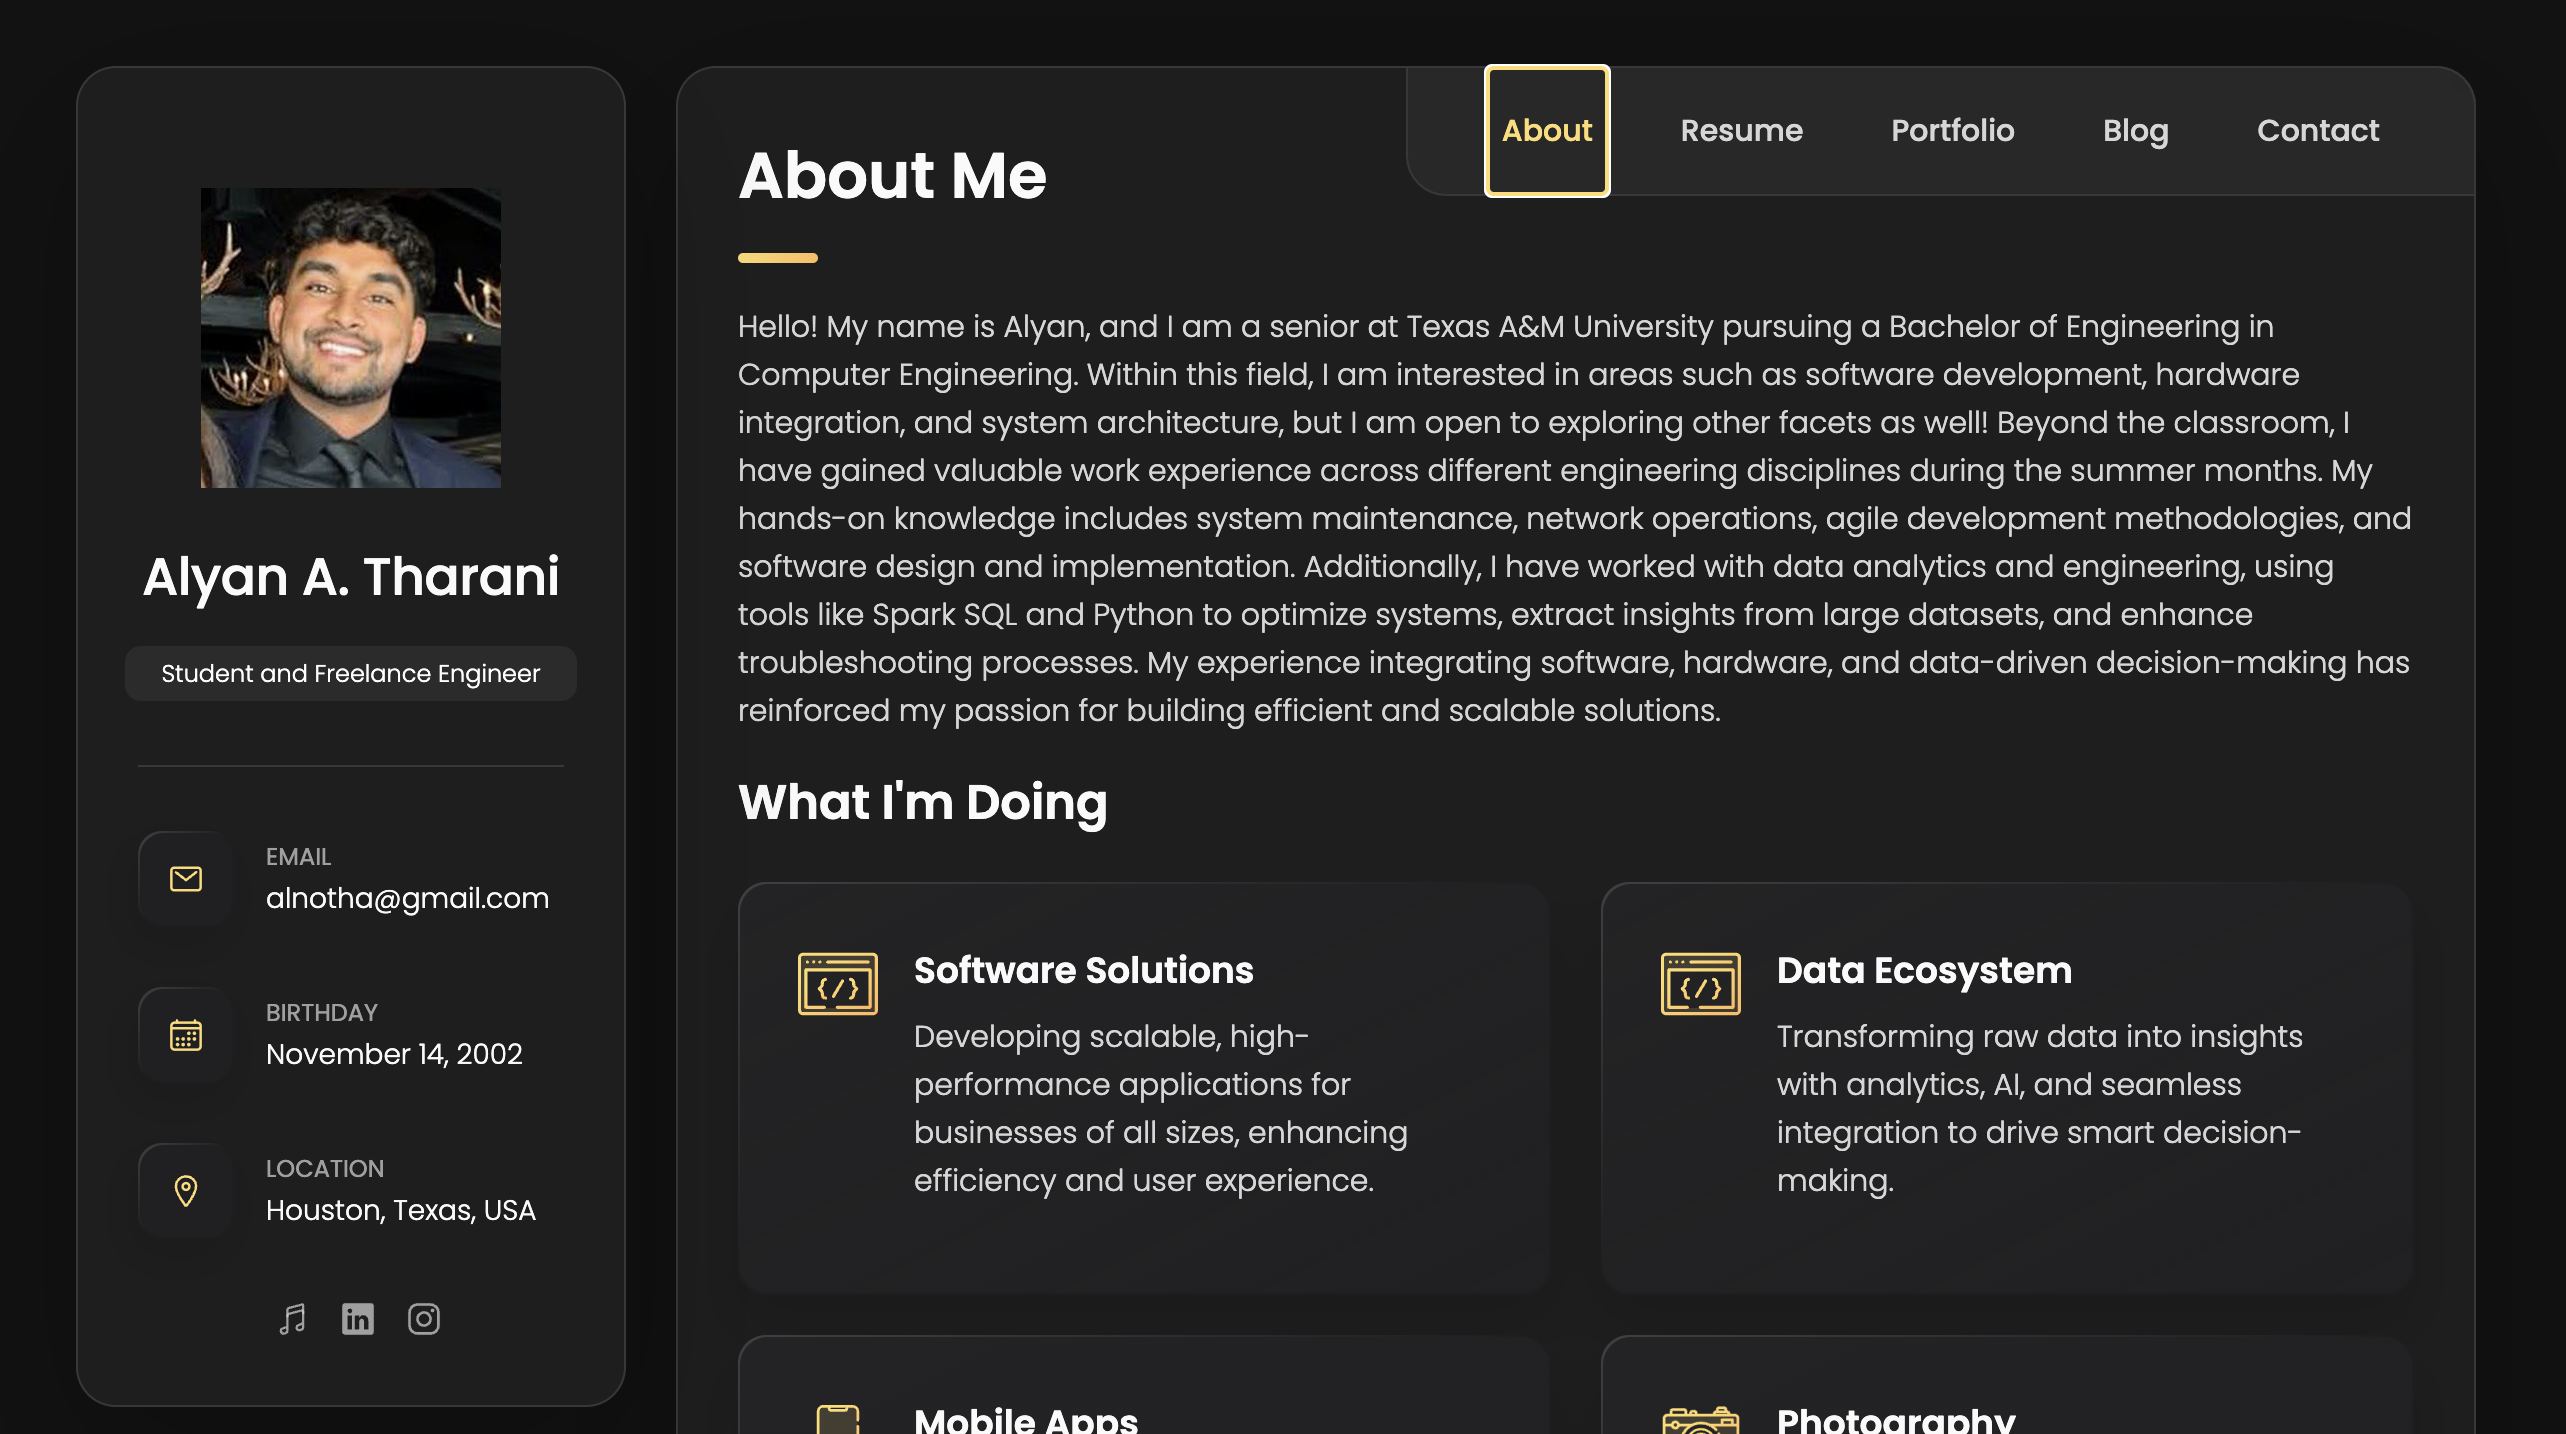 Alyan A. Tharani
Student and Freelance Engineer
EMAIL
alnotha@gmail.com
BIRTHDAY
November 14, 2002
LOCATION
Houston, Texas, USA
About
Resume
Portfolio
Blog
Contact
About Me
Hello! My name is Alyan, and I am a senior at Texas A&M University pursuing a Bachelor of Engineering in
Computer Engineering. Within this field, I am interested in areas such as software development, hardware
integration, and system architecture, but I am open to exploring other facets as well! Beyond the classroom, I
have gained valuable work experience across different engineering disciplines during the summer months. My
hands-on knowledge includes system maintenance, network operations, agile development methodologies, and
software design and implementation. Additionally, I have worked with data analytics and engineering, using
tools like Spark SQL and Python to optimize systems, extract insights from large datasets, and enhance
troubleshooting processes. My experience integrating software, hardware, and data-driven decision-making has
reinforced my passion for building efficient and scalable solutions.
What I'm Doing
Software Solutions
Developing scalable, high-
performance applications for
businesses of all sizes, enhancing
efficiency and user experience.
Data Ecosystem
Transforming raw data into insights
with analytics, AI, and seamless
integration to drive smart decision-
making.
Mobile Apps
Photography